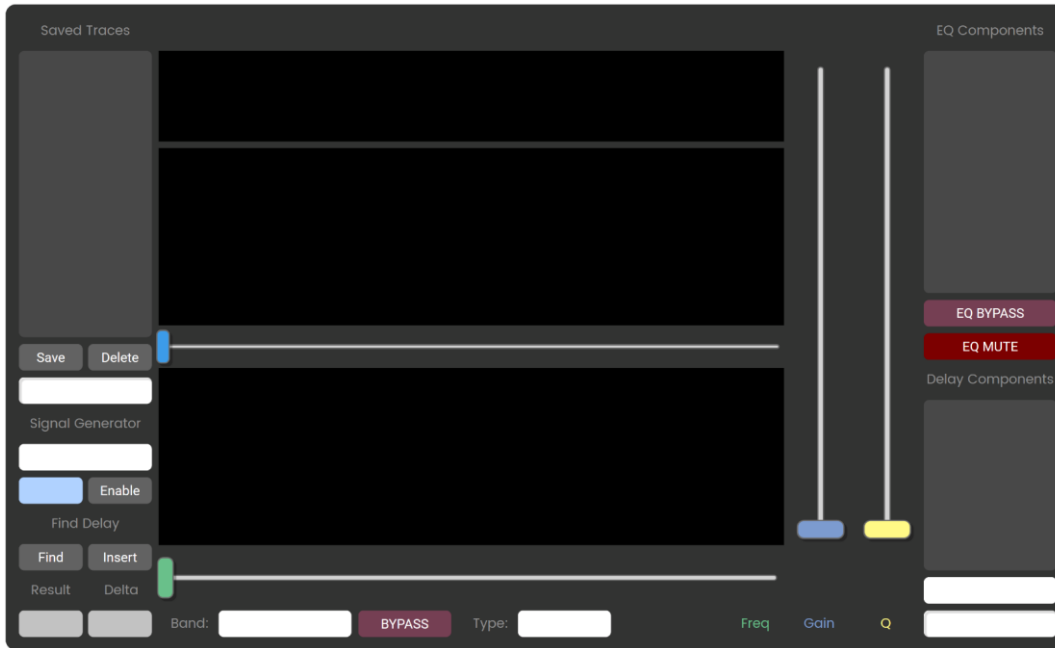 Saved Traces
EQ Components
EQ BYPASS
EQ MUTE
Save Delete
Delay Components
Signal Generator
Enable
Find Delay
Find Insert
Result Delta
Band: BYPASS Type: Freq Gain Q